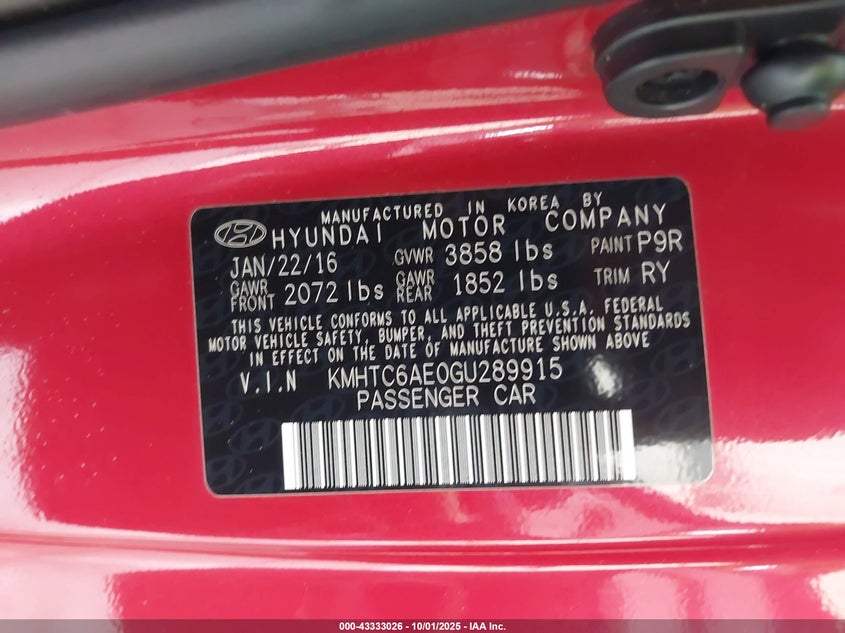 MANUFACTURED IN KOREA BY
HYUNDAI MOTOR COMPANY
JAN/22/16 GVWR 3858 lbs PAINT P9R
GAWR FRONT 2072 lbs GAWR REAR 1852 lbs TRIM RY
THIS VEHICLE CONFORMS TO ALL APPLICABLE U.S.A. FEDERAL
MOTOR VEHICLE SAFETY, BUMPER, AND THEFT PREVENTION STANDARDS
IN EFFECT ON THE DATE OF MANUFACTURE SHOWN ABOVE.
V.I.N KMHTC6AE0GU289915
PASSENGER CAR
000-43333026 - 10/01/2025 - IAA Inc.